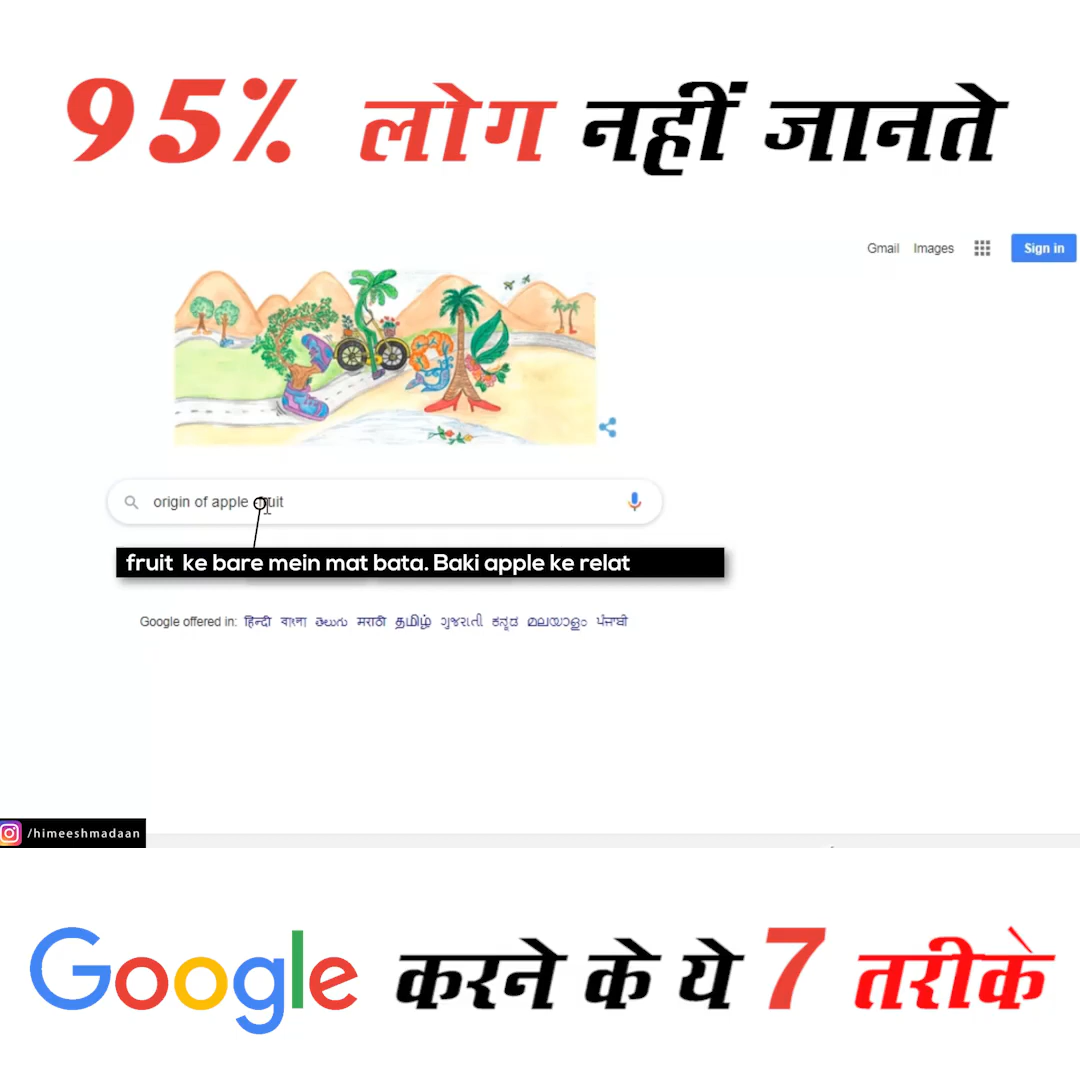 95% लोग नहीं जानते
Gmail Images Sign in
origin of apple -fruit
fruit ke bare mein mat bata. Baki apple ke relat
Google offered in: हिन्दी বাংলা తెలుగు मराठी தமிழ் ગુજરાતી ಕನ್ನಡ മലയാളം ਪੰਜਾਬੀ
/himeeshmadaan
Google करने के ये 7 तरीके